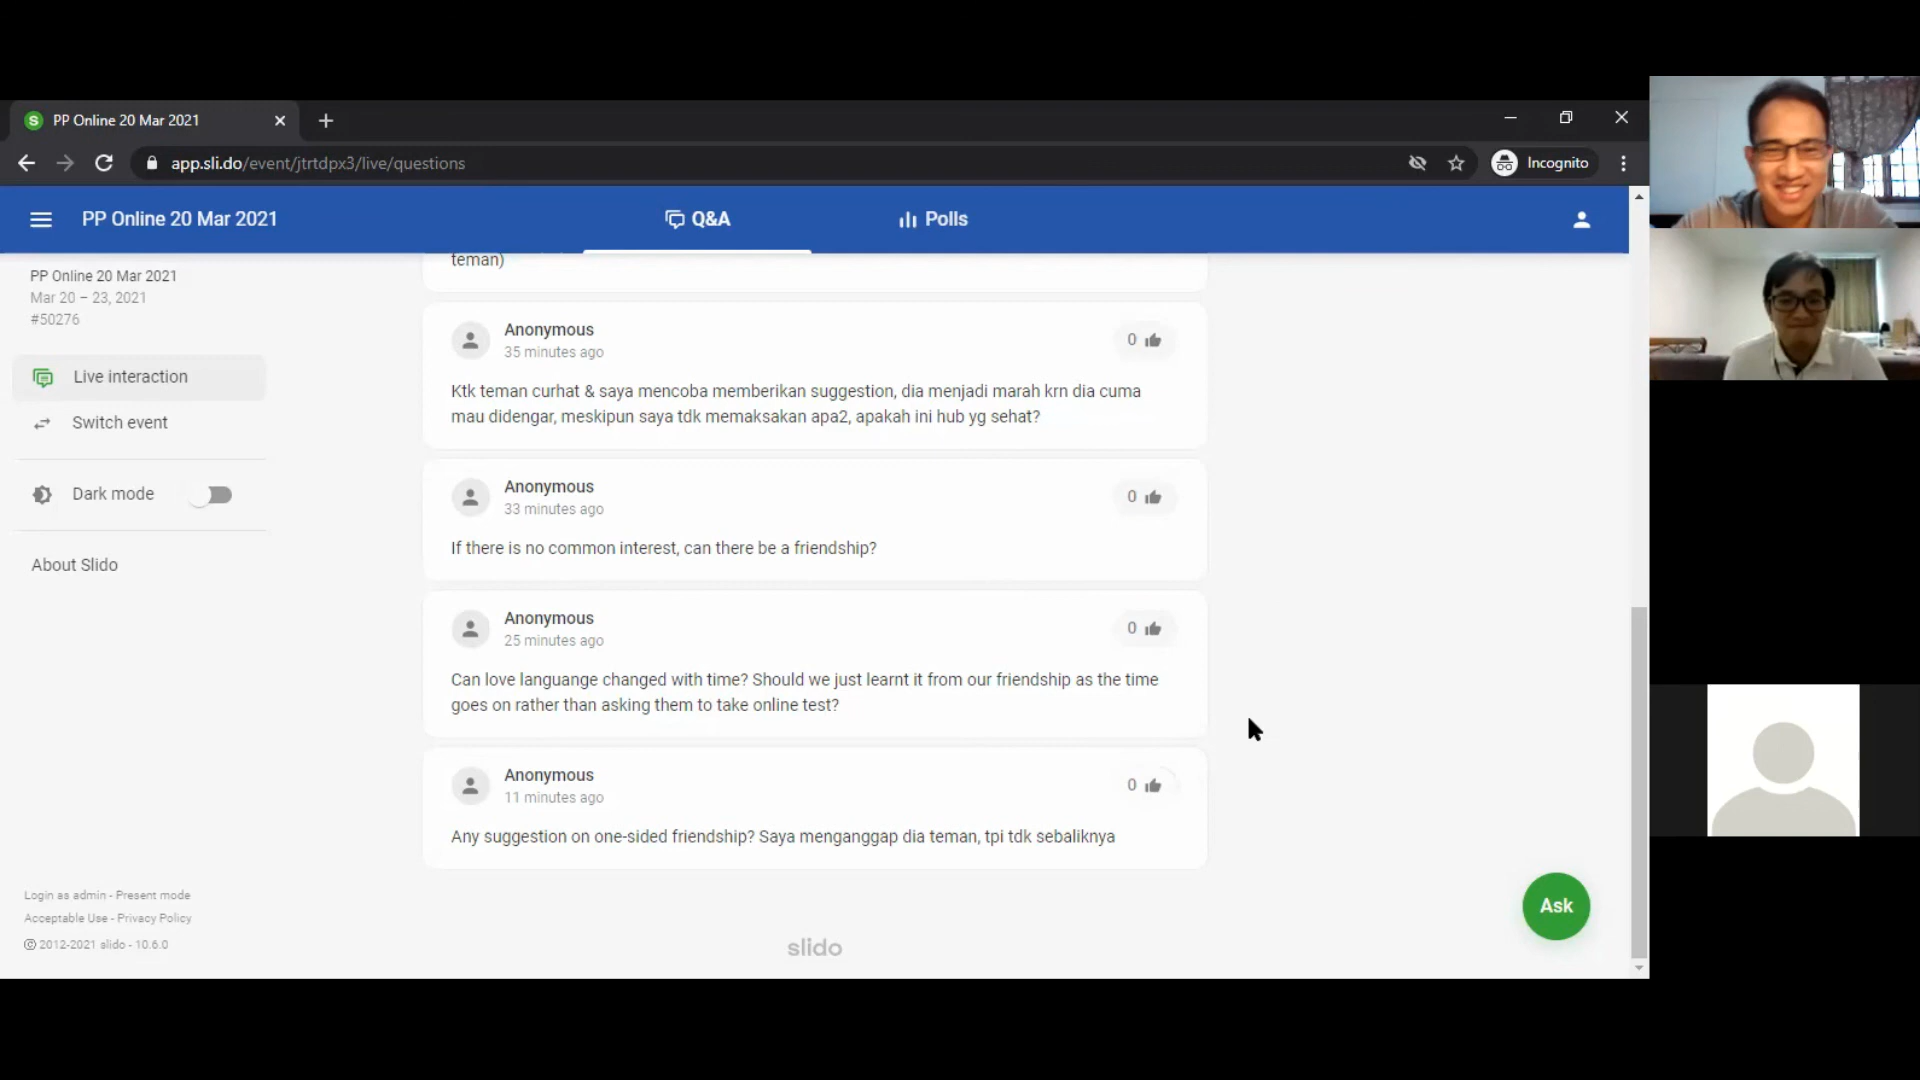 PP Online 20 Mar 2021
app.sli.do/event/jtrtdpx3/live/questions
Incognito
PP Online 20 Mar 2021
Q&A
Polls
PP Online 20 Mar 2021
Mar 20 – 23, 2021
#50276
Live interaction
Switch event
Dark mode
About Slido
Login as admin - Present mode
Acceptable Use - Privacy Policy
© 2012-2021 slido - 10.6.0
teman)
Anonymous
35 minutes ago
0
Ktk teman curhat & saya mencoba memberikan suggestion, dia menjadi marah krn dia cuma
mau didengar, meskipun saya tdk memaksakan apa2, apakah ini hub yg sehat?
Anonymous
33 minutes ago
0
If there is no common interest, can there be a friendship?
Anonymous
25 minutes ago
0
Can love languange changed with time? Should we just learnt it from our friendship as the time
goes on rather than asking them to take online test?
Anonymous
11 minutes ago
0
Any suggestion on one-sided friendship? Saya menganggap dia teman, tpi tdk sebaliknya
Ask
slido